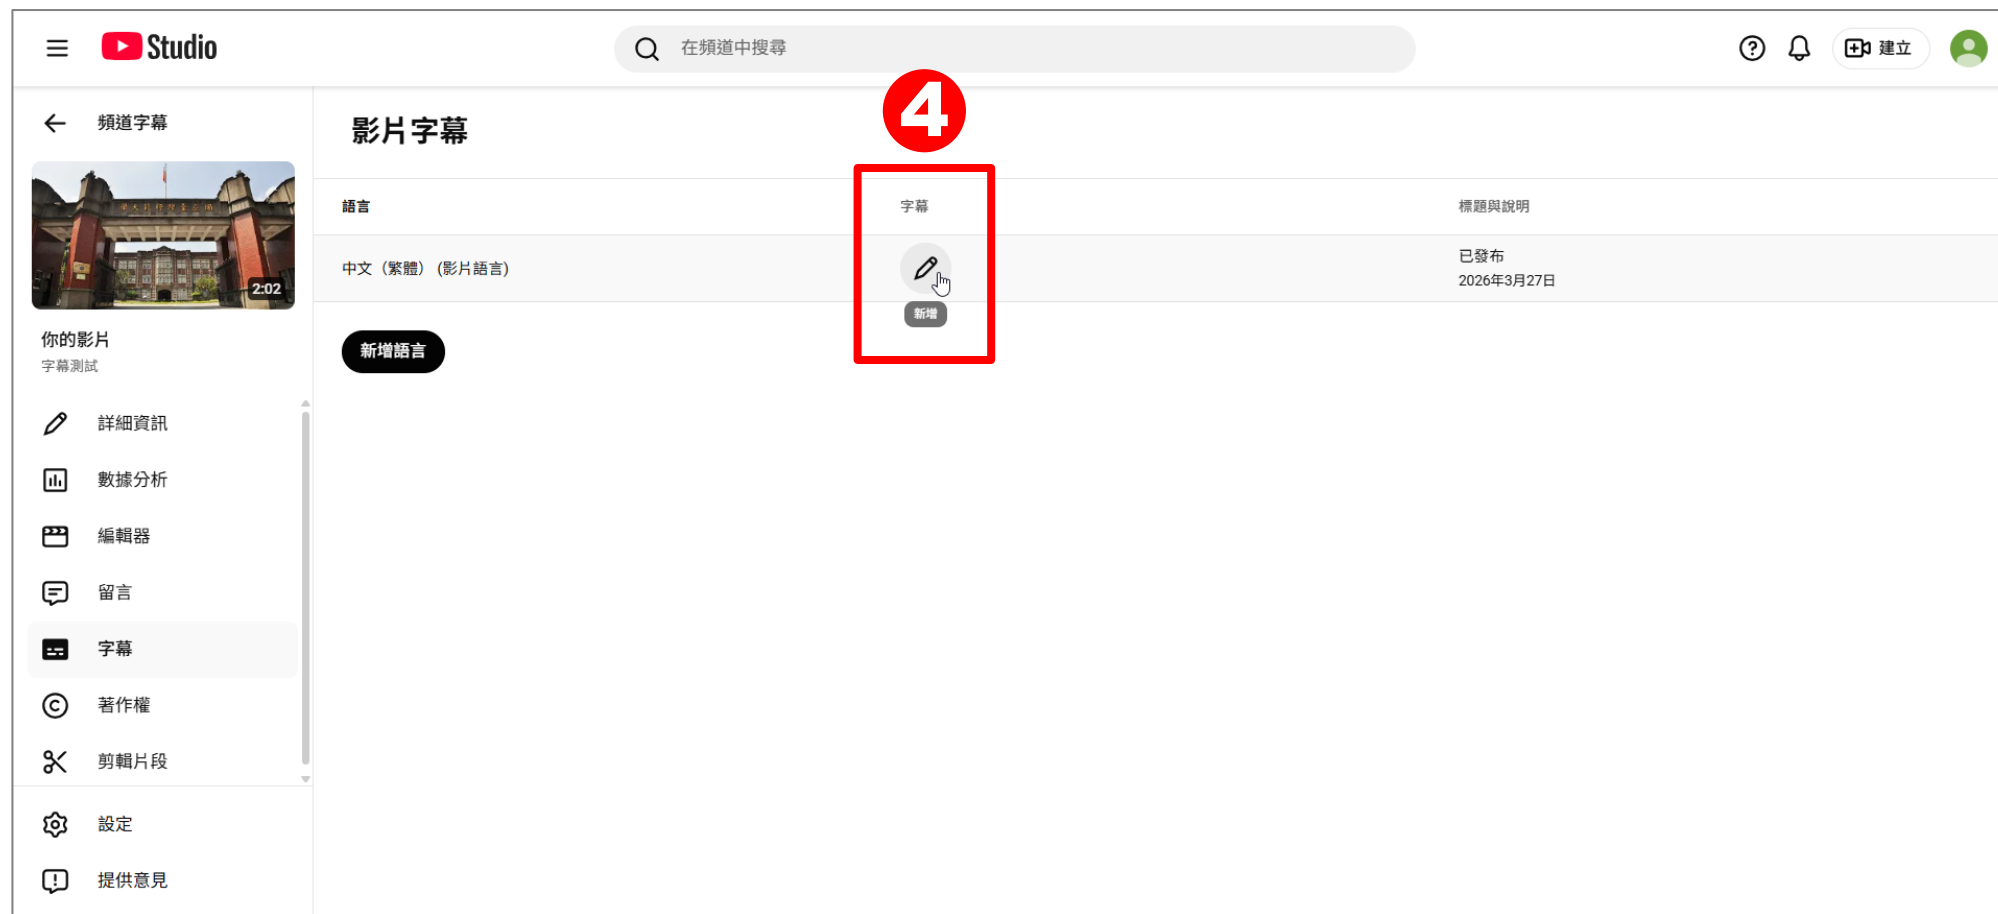 Studio
在頻道中搜尋
建立
頻道字幕
影片字幕
4
2:02
語言
字幕
標題與說明
中文（繁體） (影片語言)
新增
已發布
2026年3月27日
你的影片
字幕測試
新增語言
詳細資訊
數據分析
編輯器
留言
字幕
著作權
剪輯片段
設定
提供意見